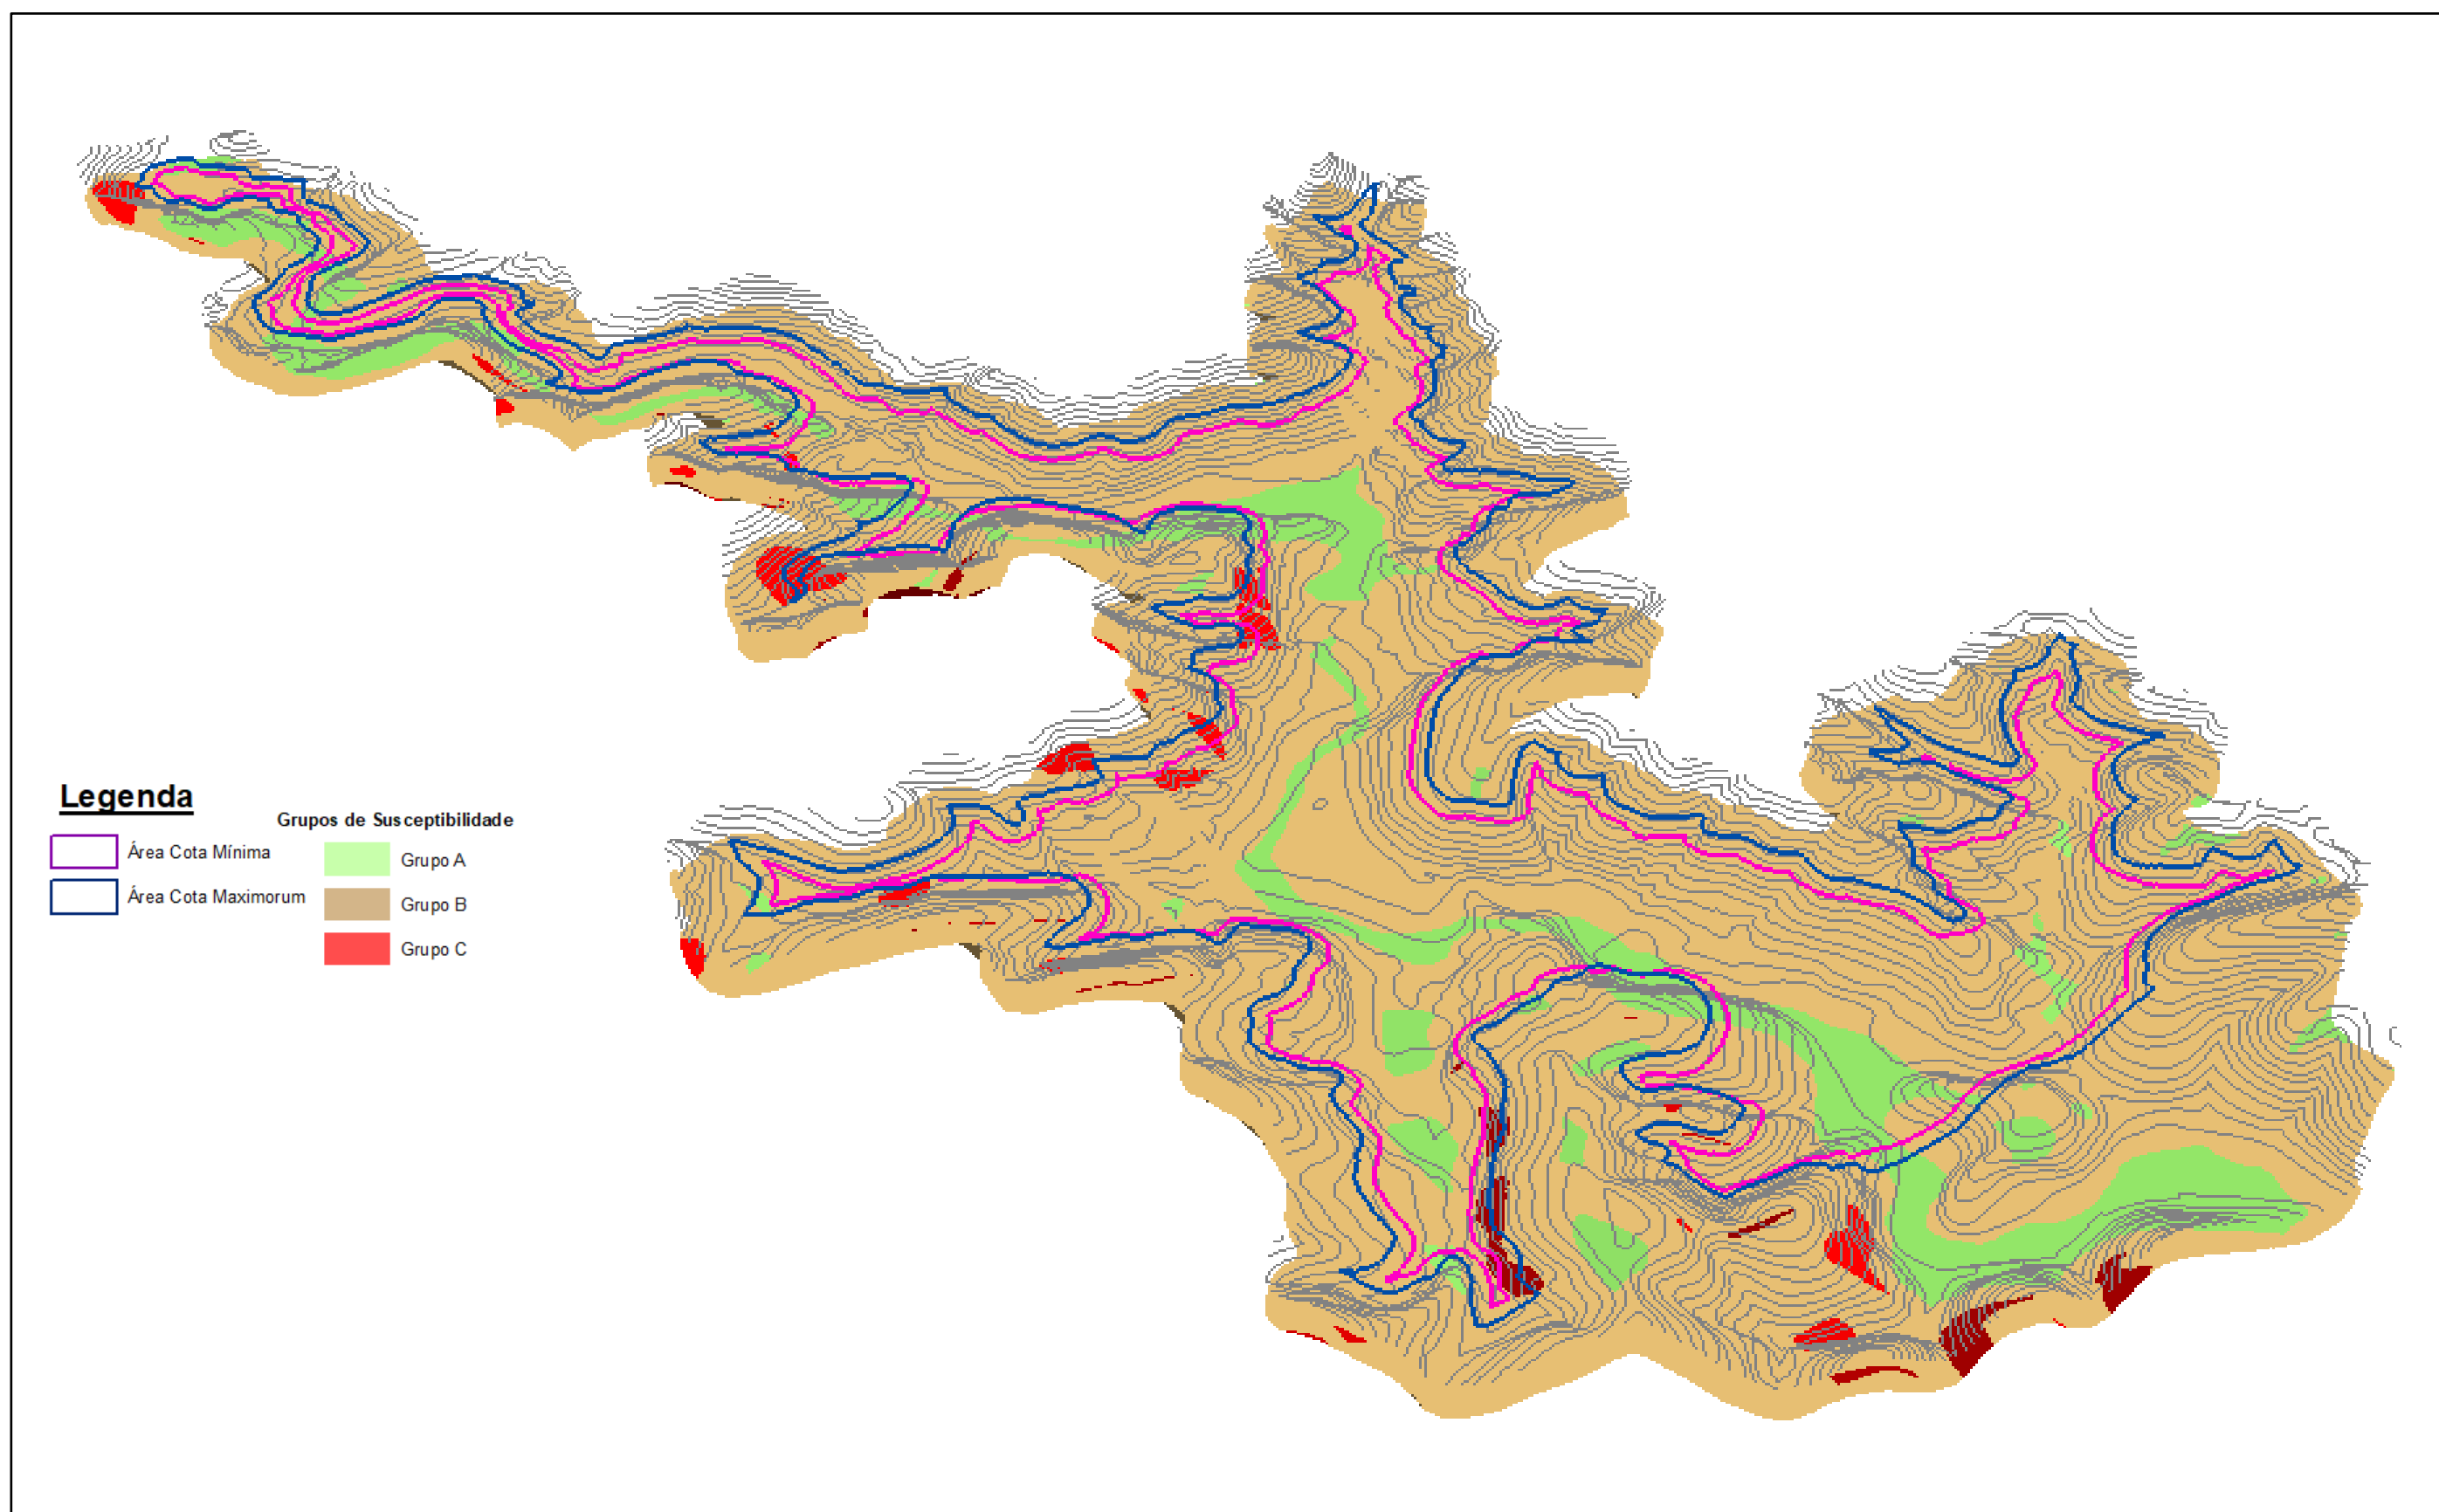 Legenda
Área Cota Mínima
Área Cota Maximorum
Grupos de Susceptibilidade
Grupo A
Grupo B
Grupo C